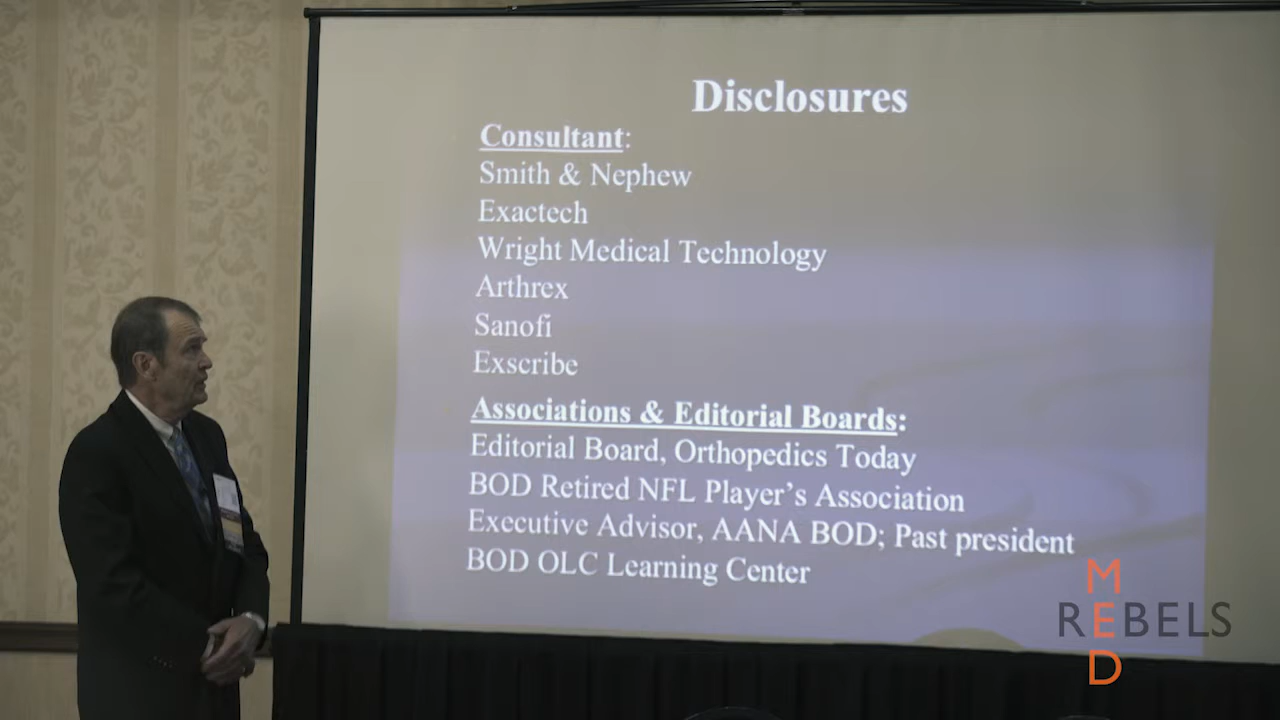 Disclosures
Consultant:
Smith & Nephew
Exactech
Wright Medical Technology
Arthrex
Sanofi
Exscribe
Associations & Editorial Boards:
Editorial Board, Orthopedics Today
BOD Retired NFL Player's Association
Executive Advisor, AANA BOD; Past president
BOD OLC Learning Center
MED
REBELS